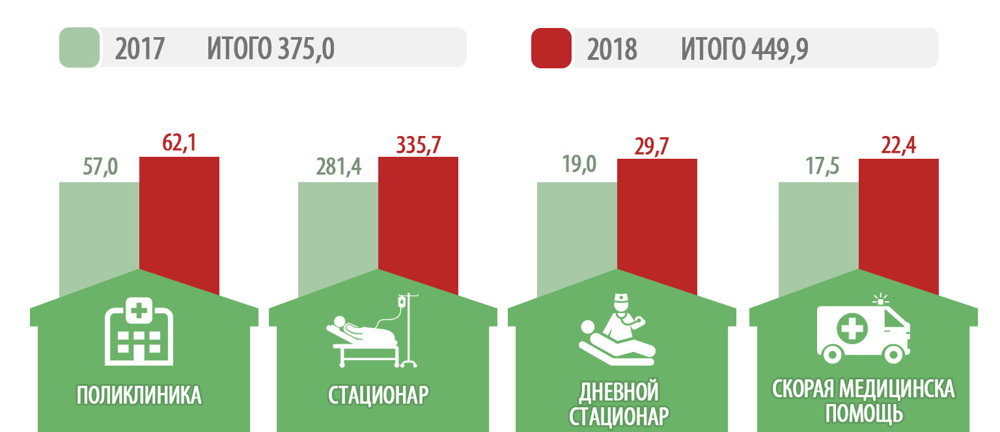 2017 ИТОГО 375,0
2018 ИТОГО 449,9
57,0
62,1
281,4
335,7
19,0
29,7
17,5
22,4
ПОЛИКЛИНИКА
СТАЦИОНАР
ДНЕВНОЙ
СТАЦИОНАР
СКОРАЯ МЕДИЦИНСКА
ПОМОЩЬ